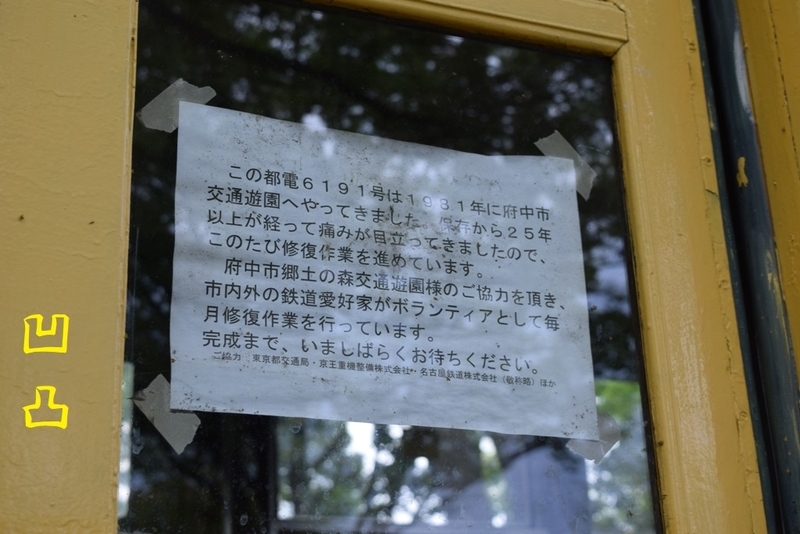 この都電６１９１号は１９８１年に府中市
交通遊園へやってきました。保存から２５年
以上が経って痛みが目立ってきましたので、
このたび修復作業を進めています。
府中市郷土の森交通遊園様のご協力を頂き、
市内外の鉄道愛好家がボランティアとして毎
月修復作業を行っています。
完成まで、いましばらくお待ちください。
ご協力：東京都交通局・京王重機整備株式会社・名古屋鉄道株式会社（敬称略）ほか
凹
凸